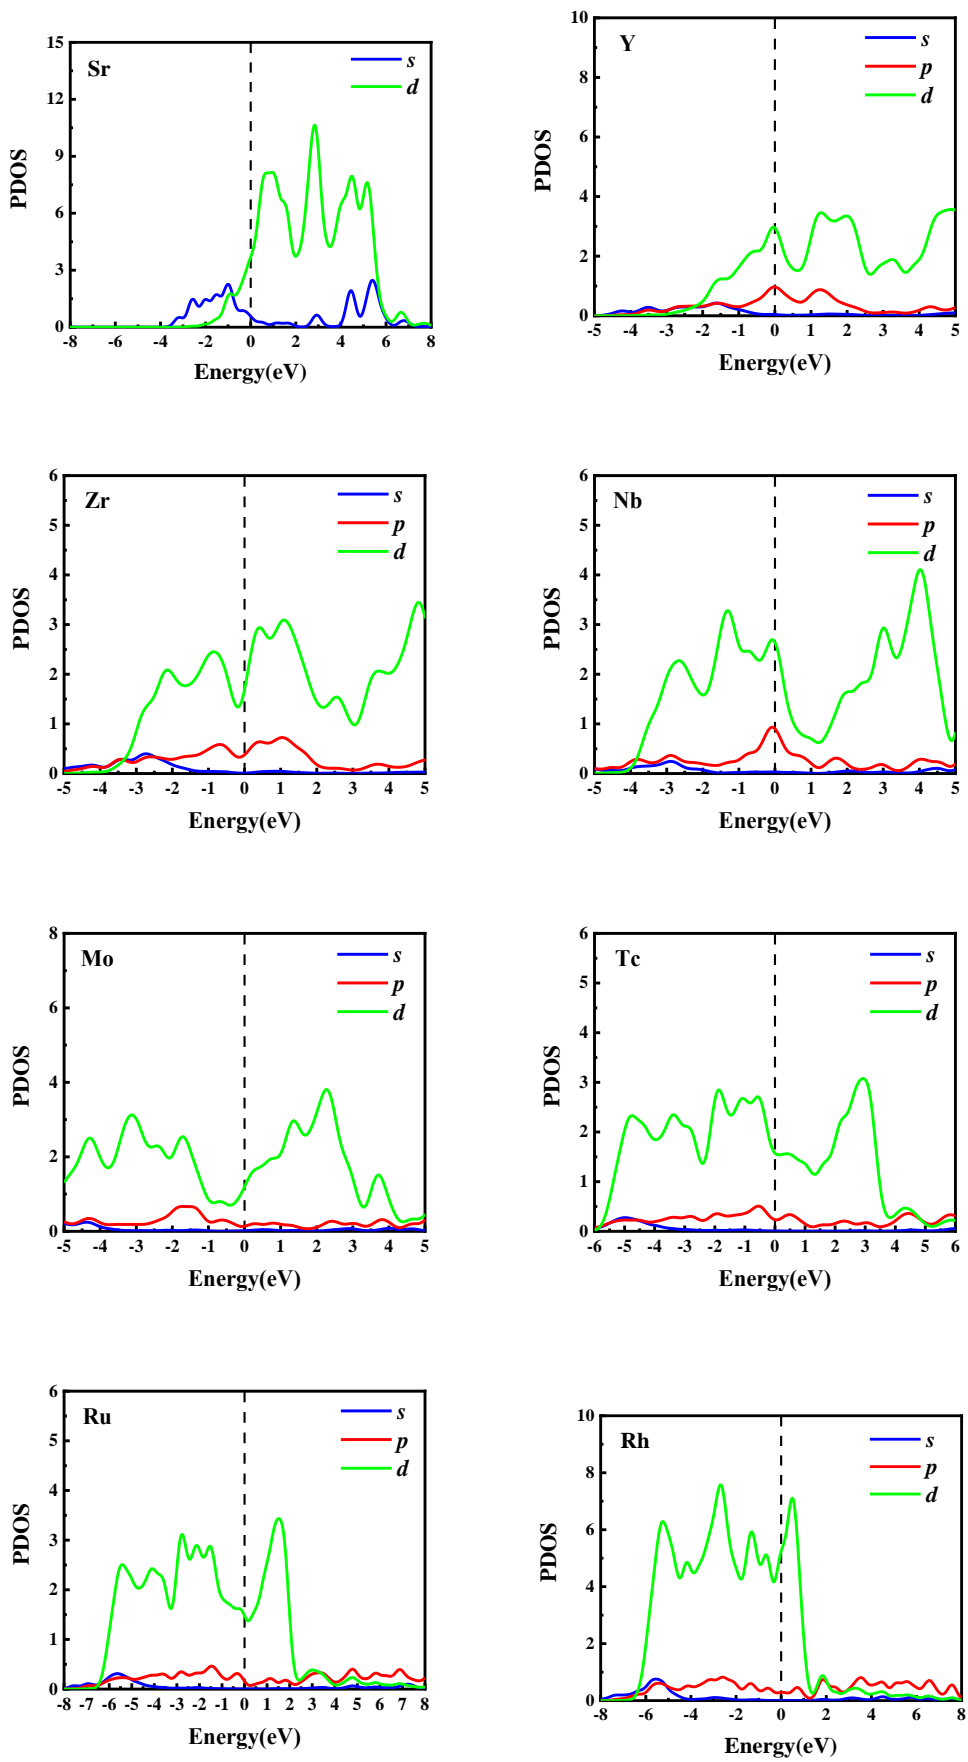 Sr
s
d
15
12
9
6
3
0
PDOS
-8 -6 -4 -2 0 2 4 6 8
Energy(eV)
Y
s
p
d
10
8
6
4
2
0
PDOS
-5 -4 -3 -2 -1 0 1 2 3 4 5
Energy(eV)
Zr
s
p
d
6
5
4
3
2
1
0
PDOS
-5 -4 -3 -2 -1 0 1 2 3 4 5
Energy(eV)
Nb
s
p
d
6
5
4
3
2
1
0
PDOS
-5 -4 -3 -2 -1 0 1 2 3 4 5
Energy(eV)
Mo
s
p
d
8
6
4
2
0
PDOS
-5 -4 -3 -2 -1 0 1 2 3 4 5
Energy(eV)
Tc
s
p
d
6
5
4
3
2
1
0
PDOS
-6 -5 -4 -3 -2 -1 0 1 2 3 4 5 6
Energy(eV)
Ru
s
p
d
6
5
4
3
2
1
0
PDOS
-8 -7 -6 -5 -4 -3 -2 -1 0 1 2 3 4 5 6 7 8
Energy(eV)
Rh
s
p
d
10
8
6
4
2
0
PDOS
-8 -6 -4 -2 0 2 4 6 8
Energy(eV)